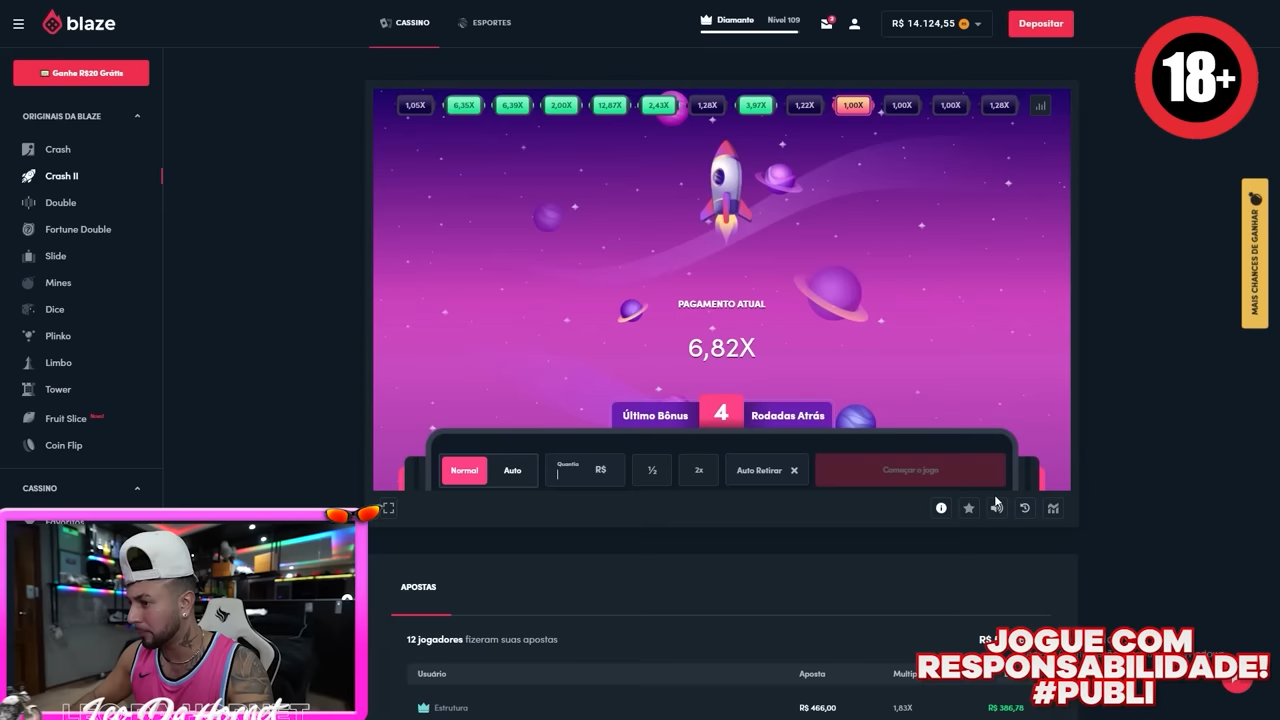 blaze
CASSINO
ESPORTES
Diamante
Nível 109
3
R$ 14.124,55
Depositar
18+
Ganhe R$20 Grátis
ORIGINAIS DA BLAZE
Crash
Crash II
Double
Fortune Double
Slide
Mines
Dice
Plinko
Limbo
Tower
Fruit Slice Novo!
Coin Flip
CASSINO
Favoritos
1,05X 6,35X 6,39X 2,00X 12,87X 2,43X 1,28X 3,97X 1,22X 1,00X 1,00X 1,00X 1,28X
PAGAMENTO ATUAL
6,82X
Último Bônus 4 Rodadas Atrás
Normal Auto Quantia R$ ½ 2x Auto Retirar Começar o jogo
MAIS CHANCES DE GANHAR
APOSTAS
12 jogadores fizeram suas apostas
R$
Usuário Aposta
Estrutura R$ 466,00 1,83X R$ 386,78
JOGUE COM
RESPONSABILIDADE!
#PUBLI